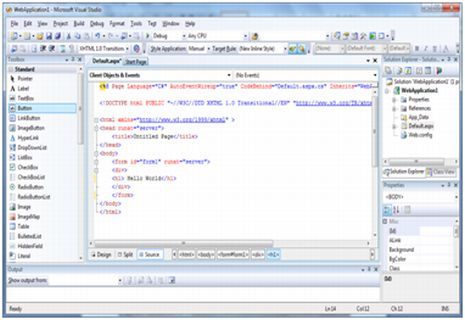 WebApplication1 - Microsoft Visual Studio
File Edit View Project Build Debug Format Tools Test Window Help
Debug Any CPU
XHTML 1.0 Transitional Style Application: Manual Target Rule: (New Inline Style) (None) (Default Font)
Toolbox
Standard
Pointer
Label
TextBox
Button
LinkButton
ImageButton
HyperLink
DropDownList
ListBox
CheckBox
CheckBoxList
RadioButton
RadioButtonList
Image
ImageMap
Table
BulletedList
HiddenField
Literal
Default.aspx* Start Page
Client Objects & Events (No Events)
<%@ Page Language="C#" AutoEventWireup="true" CodeBehind="Default.aspx.cs" Inherits="WebA
<!DOCTYPE html PUBLIC "-//W3C//DTD XHTML 1.0 Transitional//EN" "http://www.w3.org/TR/xhtm
<html xmlns="http://www.w3.org/1999/xhtml" >
<head runat="server">
<title>Untitled Page</title>
</head>
<body>
<form id="form1" runat="server">
<div>
<h1> Hello World</h1>
</div>
</form>
</body>
</html>
Design Split Source <html> <body> <form#form1> <div> <h1>
Solution Explorer
WebApplication1
Properties
References
App_Data
Default.aspx
Web.config
Solution Explorer Class View
Properties
<BODY>
Misc
(Id)
ALink
Background
BgColor
Class
(Id)
Output
Show output from:
Ready Ln 14 Col 12 Ch 12 INS